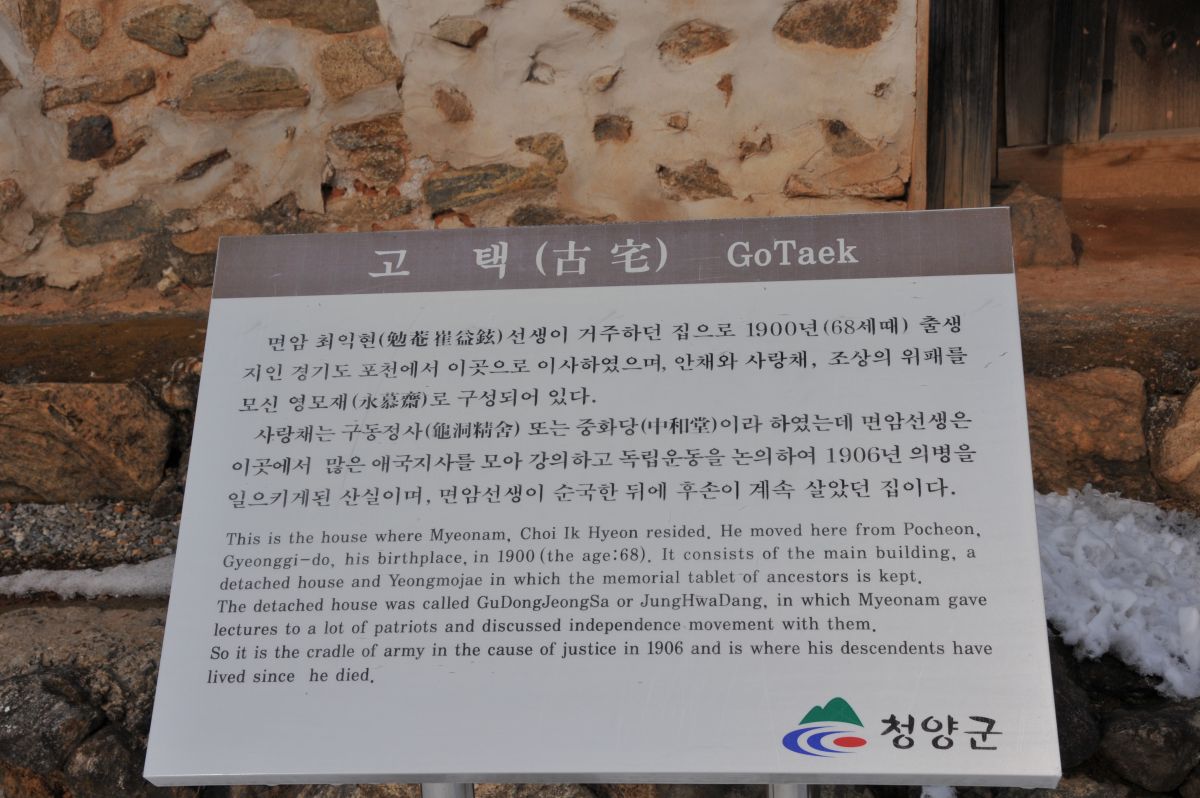 고 택(古宅) GoTaek
면암 최익현(勉菴 崔益鉉)선생이 거주하던 집으로 1900년(68세때) 출생
지인 경기도 포천에서 이곳으로 이사하였으며, 안채와 사랑채, 조상의 위패를
모신 영모재(永慕齋)로 구성되어 있다.
사랑채는 구동정사(龜洞精舍) 또는 중화당(中和堂)이라 하였는데 면암선생은
이곳에서 많은 애국지사를 모아 강의하고 독립운동을 논의하여 1906년 의병을
일으키게된 산실이며, 면암선생이 순국한 뒤에 후손이 계속 살았던 집이다.
This is the house where Myeonam, Choi Ik Hyeon resided. He moved here from Pocheon,
Gyeonggi-do, his birthplace, in 1900 (the age:68). It consists of the main building, a
detached house and Yeongmojae in which the memorial tablet of ancestors is kept.
The detached house was called GuDongJeongSa or JungHwaDang, in which Myeonam gave
lectures to a lot of patriots and discussed independence movement with them.
So it is the cradle of army in the cause of justice in 1906 and is where his descendents have
lived since he died.
청양군